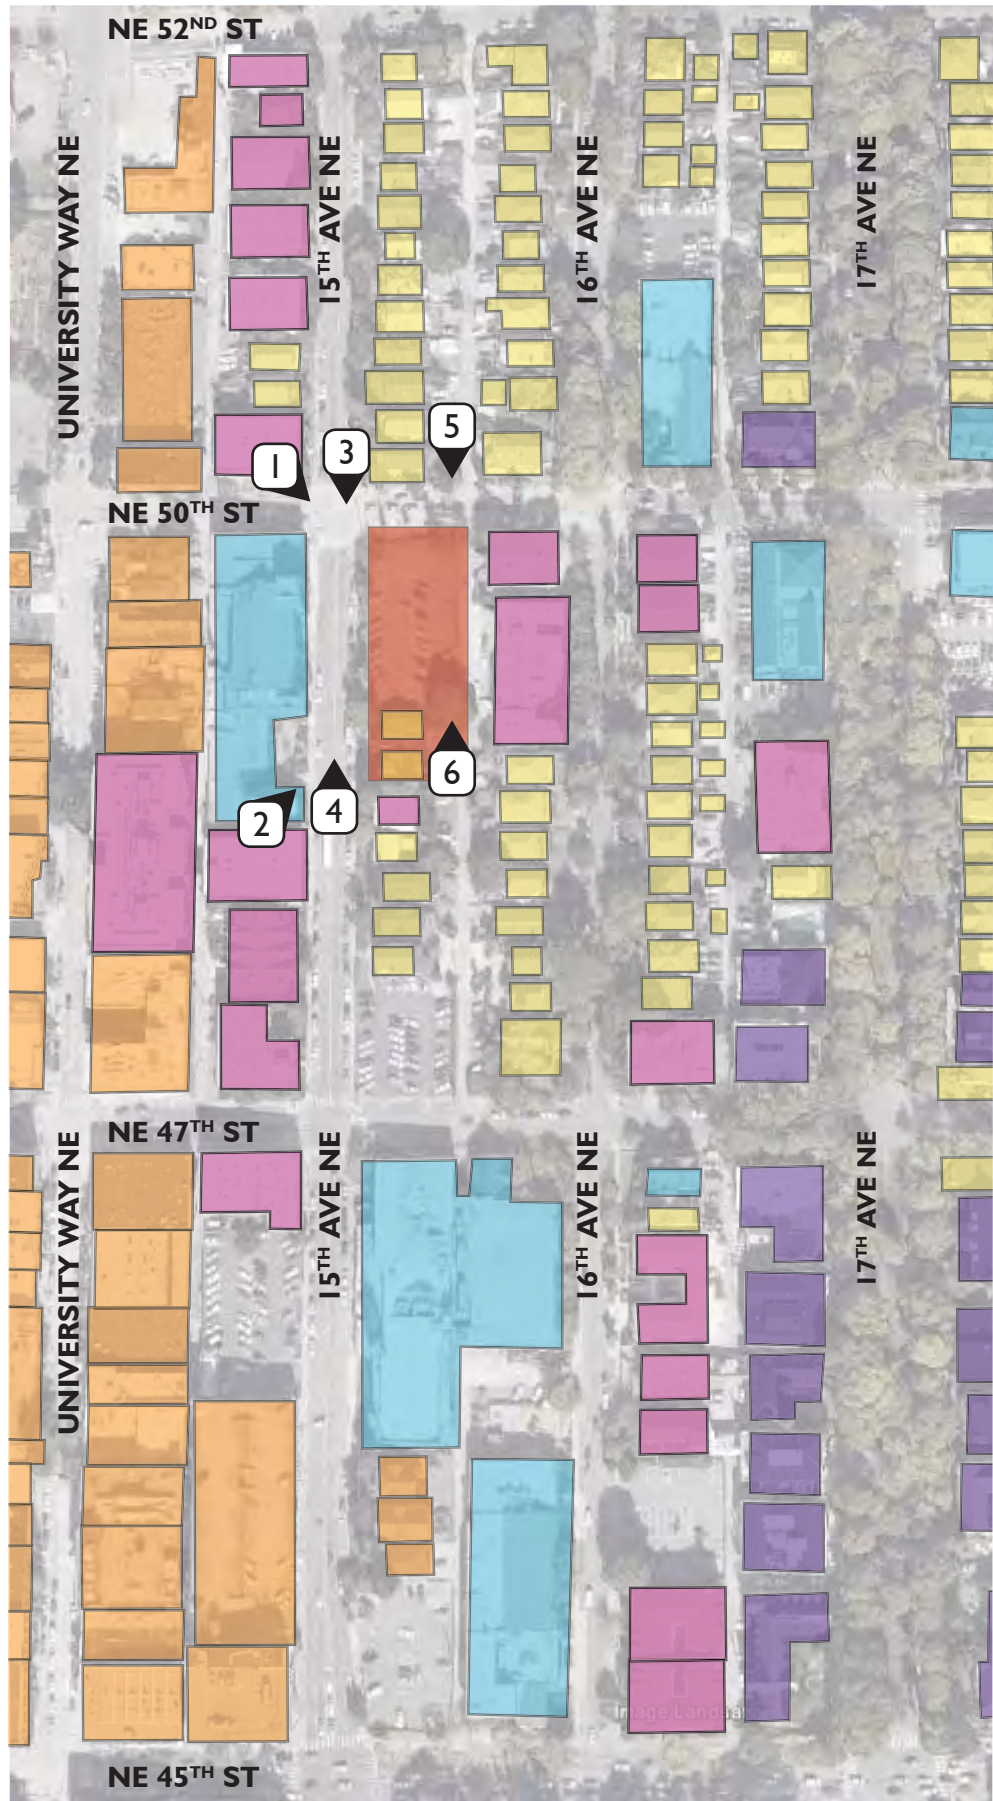 NE 52ND ST
UNIVERSITY WAY NE
15TH AVE NE
16TH AVE NE
17TH AVE NE
1
3
5
NE 50TH ST
2
4
6
NE 47TH ST
UNIVERSITY WAY NE
15TH AVE NE
16TH AVE NE
17TH AVE NE
Image Landsa
NE 45TH ST